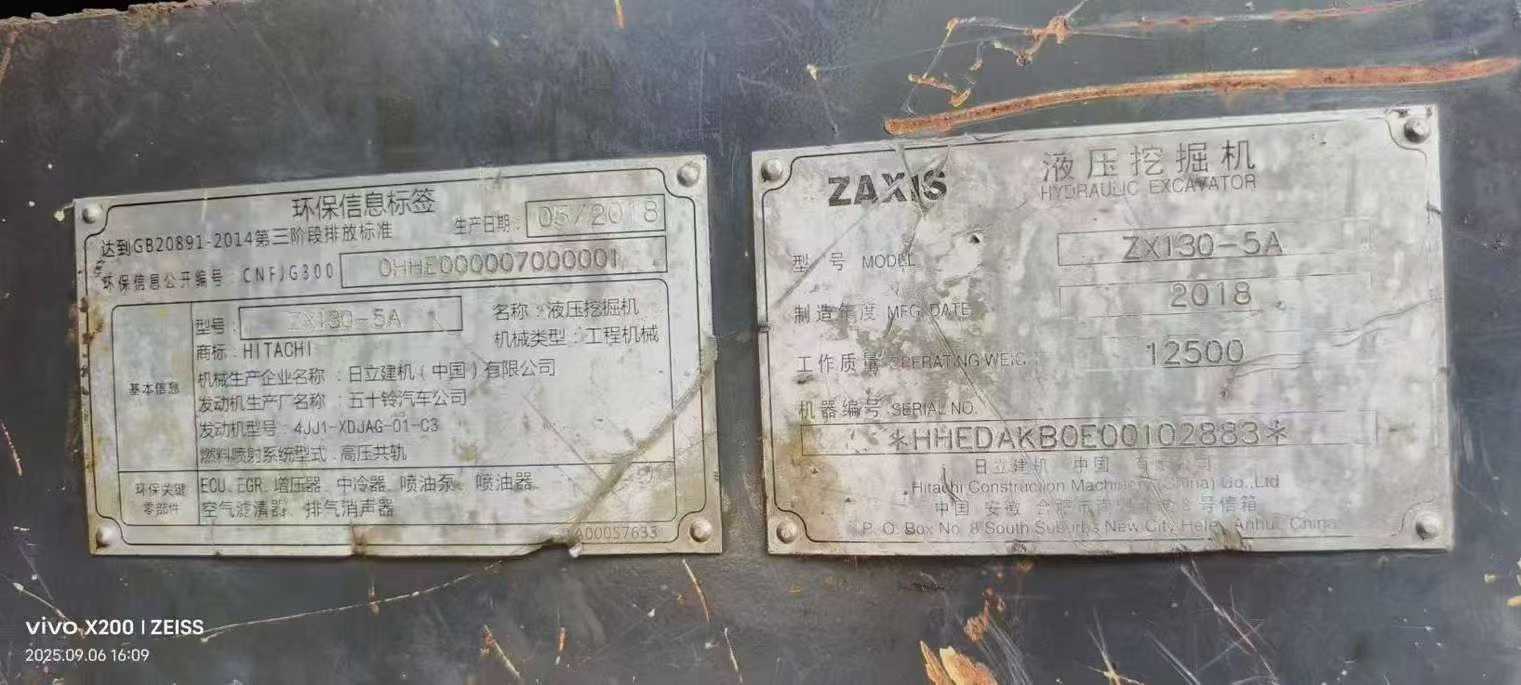 环保信息标签
达到GB20891-2014第三阶段排放标准 生产日期: 05/2018
环保信息公开编号: CNFJG300 0HHE000007000001
基本信息
型号: ZX130-5A 名称:液压挖掘机
商标: HITACHI 机械类型:工程机械
机械生产企业名称:日立建机(中国)有限公司
发动机生产厂名称:五十铃汽车公司
发动机型号:4JJ1-XDJAG-01-C3
燃料喷射系统型式:高压共轨
环保关键零部件
ECU、EGR、增压器、中冷器、喷油泵、喷油器、
空气滤清器、排气消声器
A00057633
ZAXIS 液压挖掘机
HYDRAULIC EXCAVATOR
型号 MODEL ZX130-5A
制造年度 MFG. DATE 2018
工作质量 OPERATING 12500
机器编号 SERIAL NO.
*HHEDAKB0E00102883*
日立建机 中国 有 公司
Hitachi Construction Machinery (China) Co., Ltd
中国 安徽 合肥 8号信箱
P. O. Box No. 8 South Suburbs New City, Hefei, Anhui, China
vivo X200 | ZEISS
2025.09.06 16:09